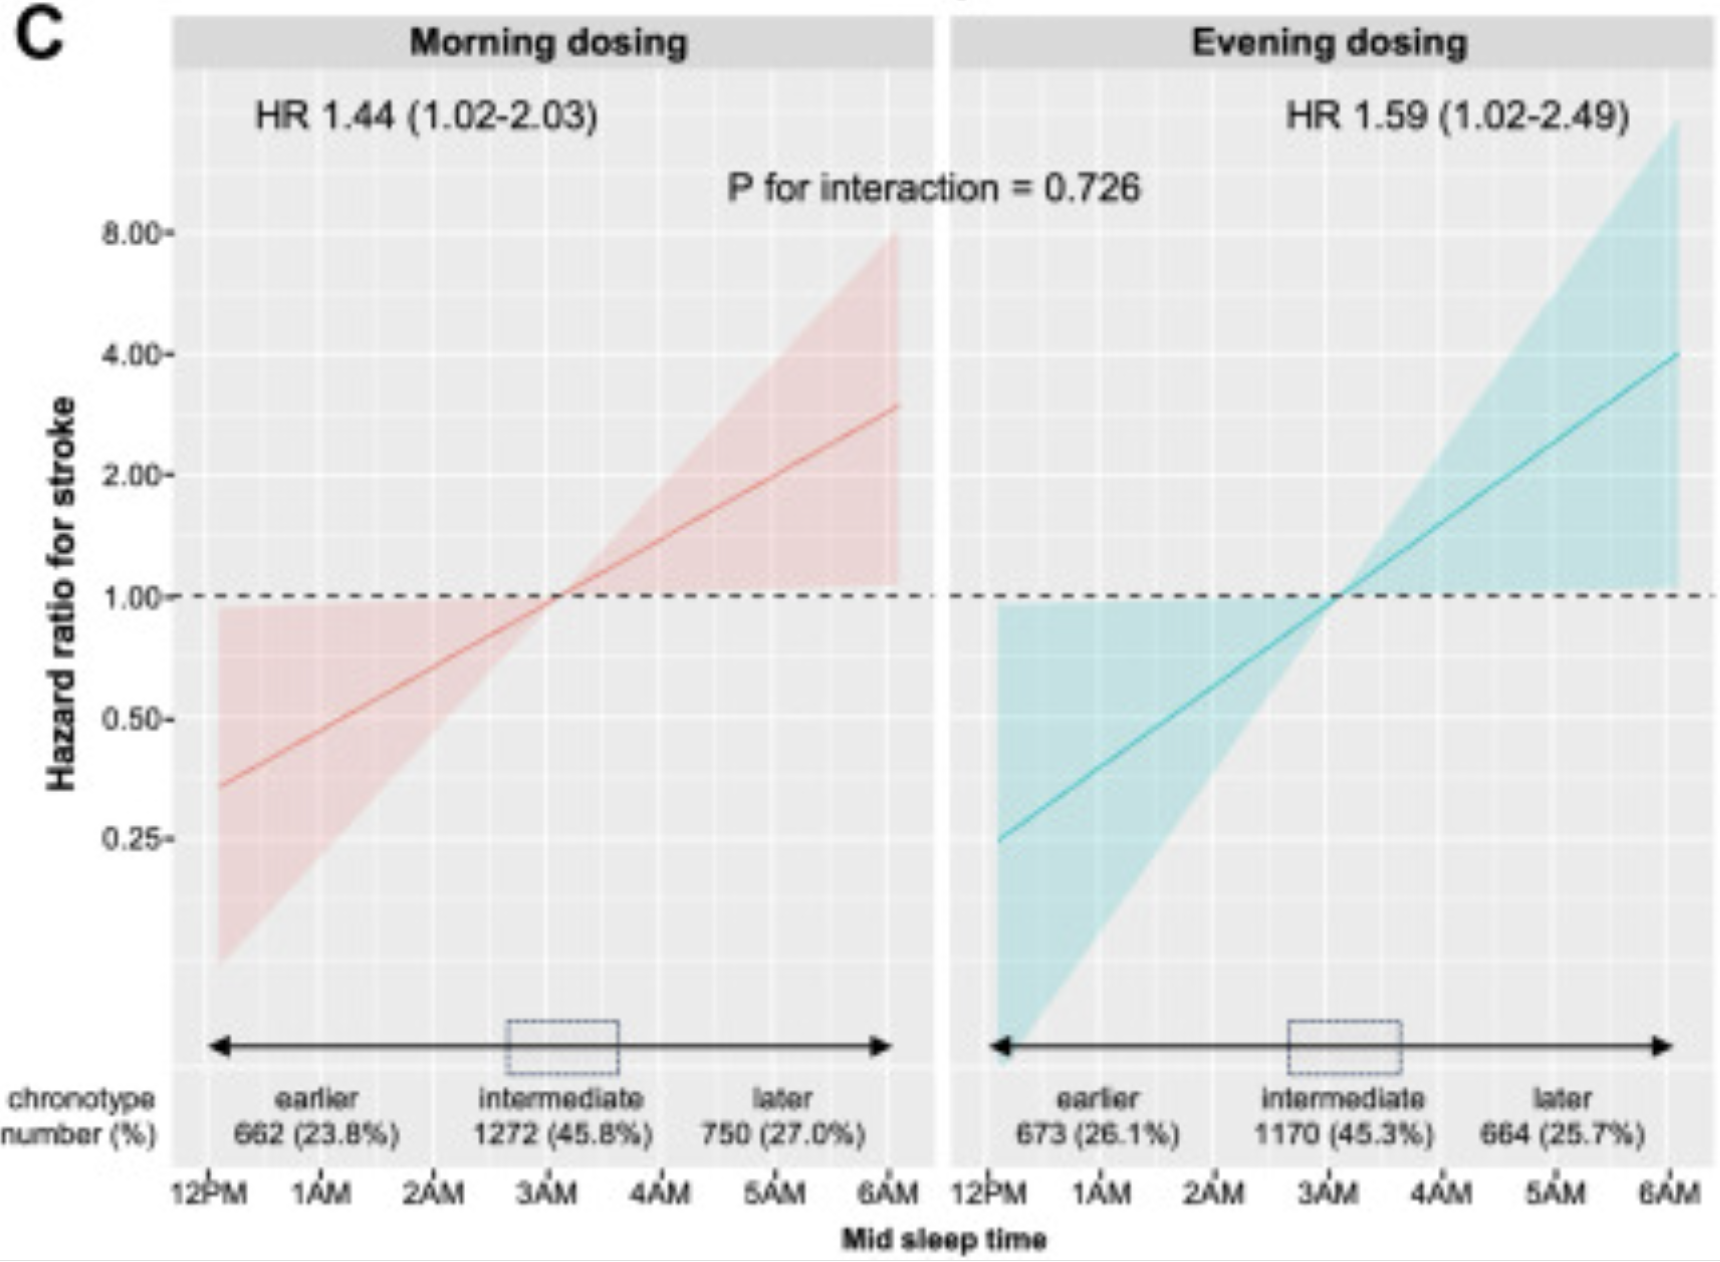 C
Morning dosing
Evening dosing
HR 1.44 (1.02-2.03)
HR 1.59 (1.02-2.49)
P for interaction = 0.726
Hazard ratio for stroke
8.00
4.00
2.00
1.00
0.50
0.25
chronotype earlier intermediate later earlier intermediate later
number (%) 662 (23.8%) 1272 (45.8%) 750 (27.0%) 673 (26.1%) 1170 (45.3%) 664 (25.7%)
12PM 1AM 2AM 3AM 4AM 5AM 6AM 12PM 1AM 2AM 3AM 4AM 5AM 6AM
Mid sleep time